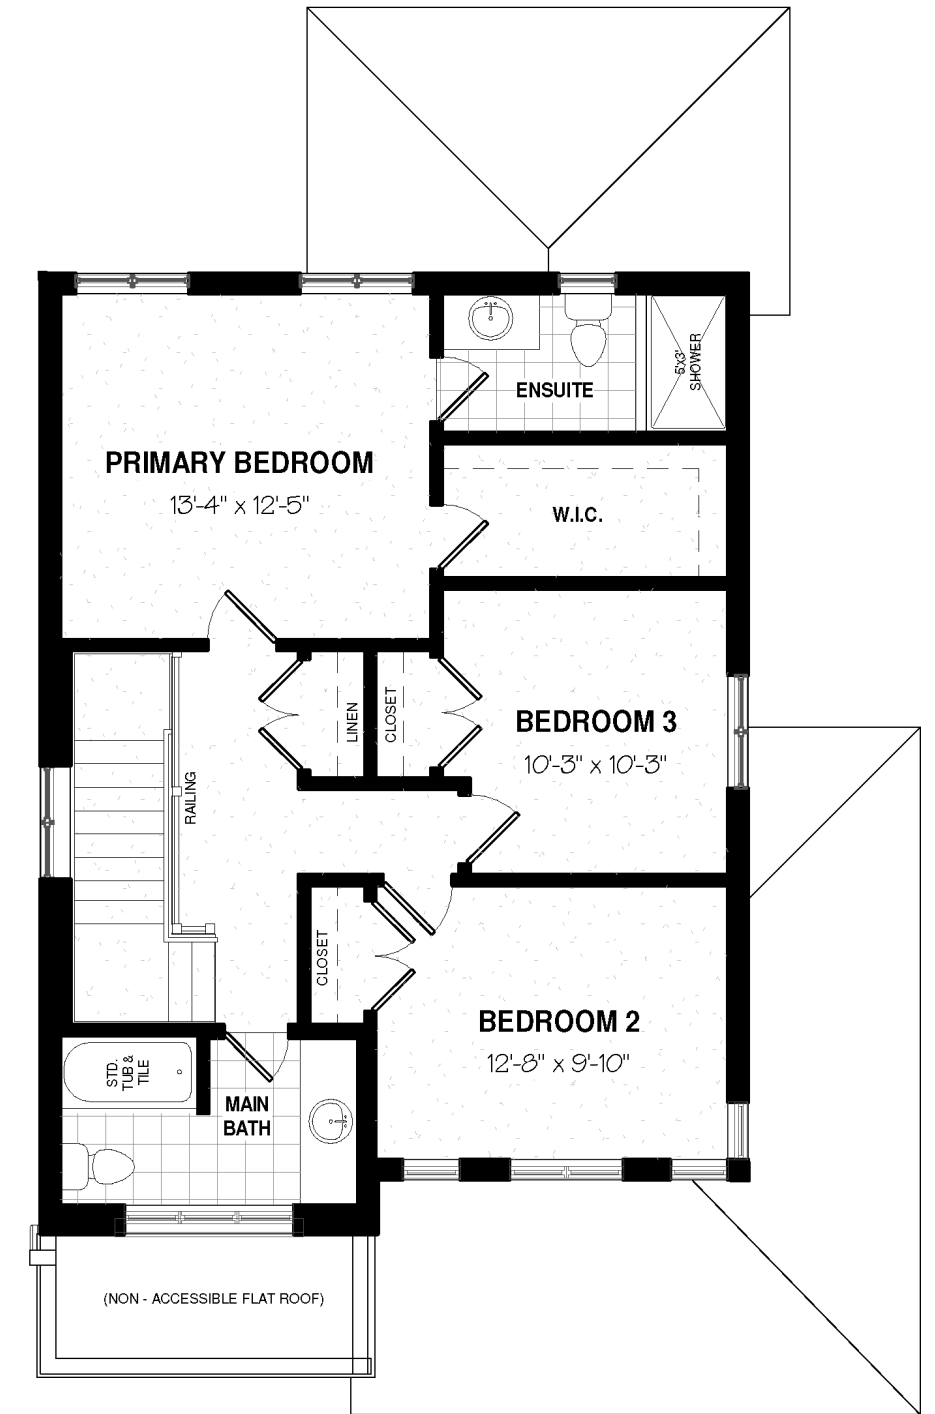 5'x3'
SHOWER
ENSUITE
PRIMARY BEDROOM
13'-4" x 12'-5"
W.I.C.
LINEN
CLOSET
BEDROOM 3
10'-3" x 10'-3"
RAILING
CLOSET
BEDROOM 2
12'-8" x 9'-10"
STD.
TUB &
TILE
MAIN
BATH
(NON - ACCESSIBLE FLAT ROOF)